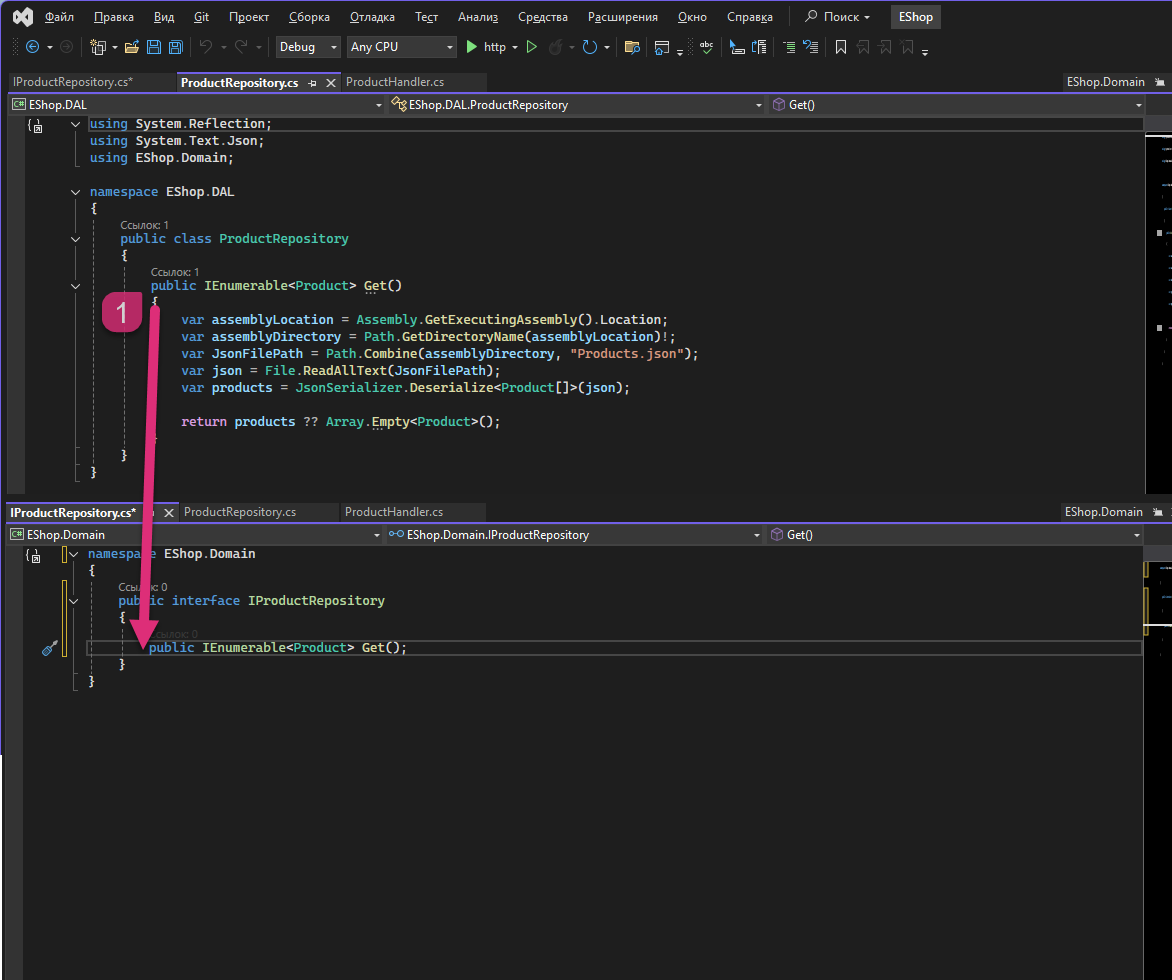 Файл Правка Вид Git Проект Сборка Отладка Тест Анализ Средства Расширения Окно Справка Поиск EShop
Debug Any CPU http abc
IProductRepository.cs* ProductRepository.cs ProductHandler.cs EShop.Domain
C# EShop.DAL EShop.DAL.ProductRepository Get()
using System.Reflection;
using System.Text.Json;
using EShop.Domain;
namespace EShop.DAL
{
Ссылок: 1
public class ProductRepository
{
Ссылок: 1
public IEnumerable<Product> Get()
1
{
var assemblyLocation = Assembly.GetExecutingAssembly().Location;
var assemblyDirectory = Path.GetDirectoryName(assemblyLocation)!;
var JsonFilePath = Path.Combine(assemblyDirectory, "Products.json");
var json = File.ReadAllText(JsonFilePath);
var products = JsonSerializer.Deserialize<Product[]>(json);
return products ?? Array.Empty<Product>();
}
}
}
IProductRepository.cs* ProductRepository.cs ProductHandler.cs EShop.Domain
C# EShop.Domain EShop.Domain.IProductRepository Get()
namespace EShop.Domain
{
Ссылок: 0
public interface IProductRepository
{
Ссылок: 0
public IEnumerable<Product> Get();
}
}